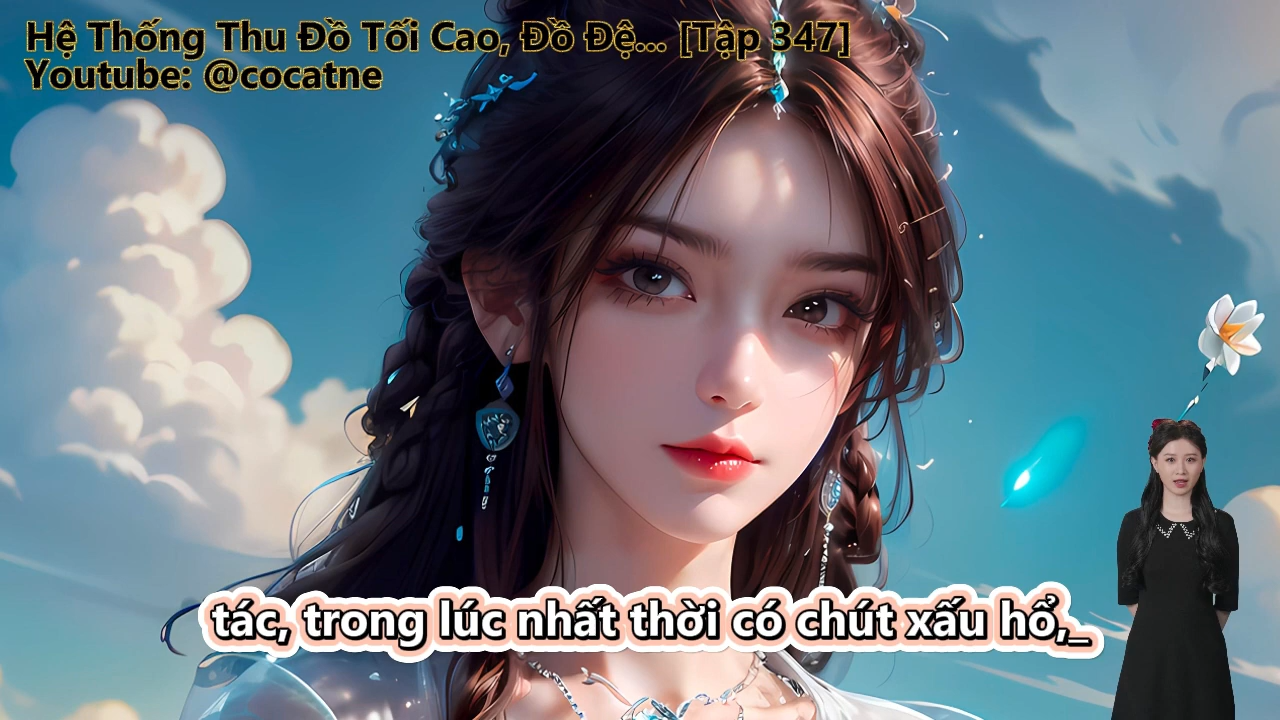 Hệ Thống Thu Đồ Tối Cao, Đồ Đệ... [Tập 347]
Youtube: @cocatne
tác, trong lúc nhất thời có chút xấu hổ,_